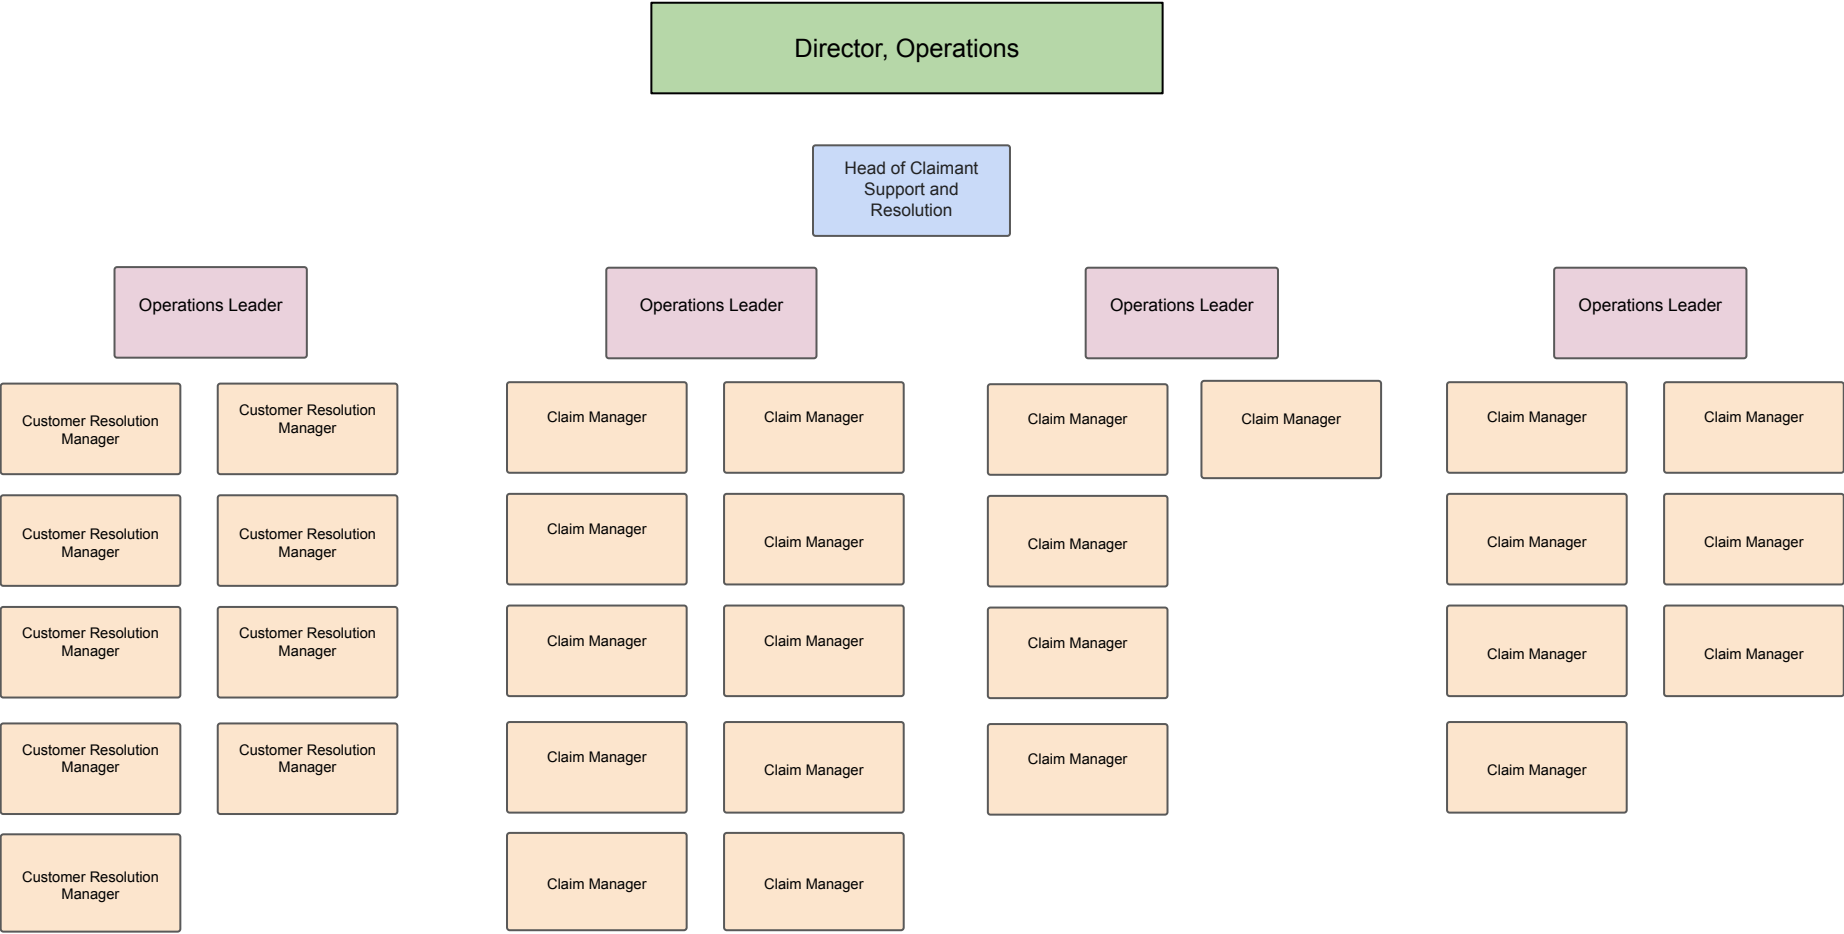 Director, Operations
Head of Claimant
Support and
Resolution
Operations Leader
Operations Leader
Operations Leader
Operations Leader
Customer Resolution
Manager
Customer Resolution
Manager
Claim Manager
Claim Manager
Claim Manager
Claim Manager
Claim Manager
Claim Manager
Customer Resolution
Manager
Customer Resolution
Manager
Claim Manager
Claim Manager
Claim Manager
Claim Manager
Claim Manager
Customer Resolution
Manager
Customer Resolution
Manager
Claim Manager
Claim Manager
Claim Manager
Claim Manager
Claim Manager
Customer Resolution
Manager
Customer Resolution
Manager
Claim Manager
Claim Manager
Claim Manager
Claim Manager
Customer Resolution
Manager
Claim Manager
Claim Manager